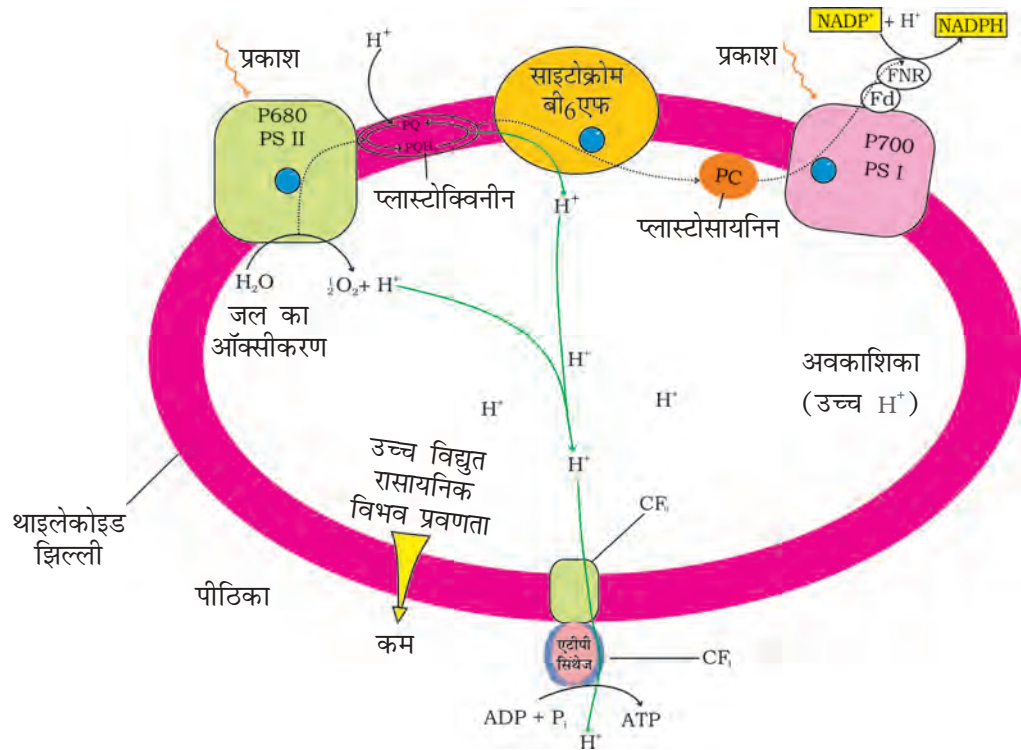 NADP⁺ + H⁺
NADPH
H⁺
प्रकाश
साइटोक्रोम
बी₆एफ
प्रकाश
FNR
Fd
P680
PS II
PQ
PQH
P700
PS I
PC
प्लास्टोक्विनीन
H⁺
प्लास्टोसायनिन
H₂O
½O₂ + H⁺
जल का
ऑक्सीकरण
H⁺
अवकाशिका
(उच्च H⁺)
H⁺
H⁺
उच्च विद्युत
रासायनिक
विभव प्रवणता
H⁺
CF₁
थाइलेकोइड
झिल्ली
पीठिका
कम
एटीपी
सिंथेज
CF₁
ADP + Pᵢ
ATP
H⁺